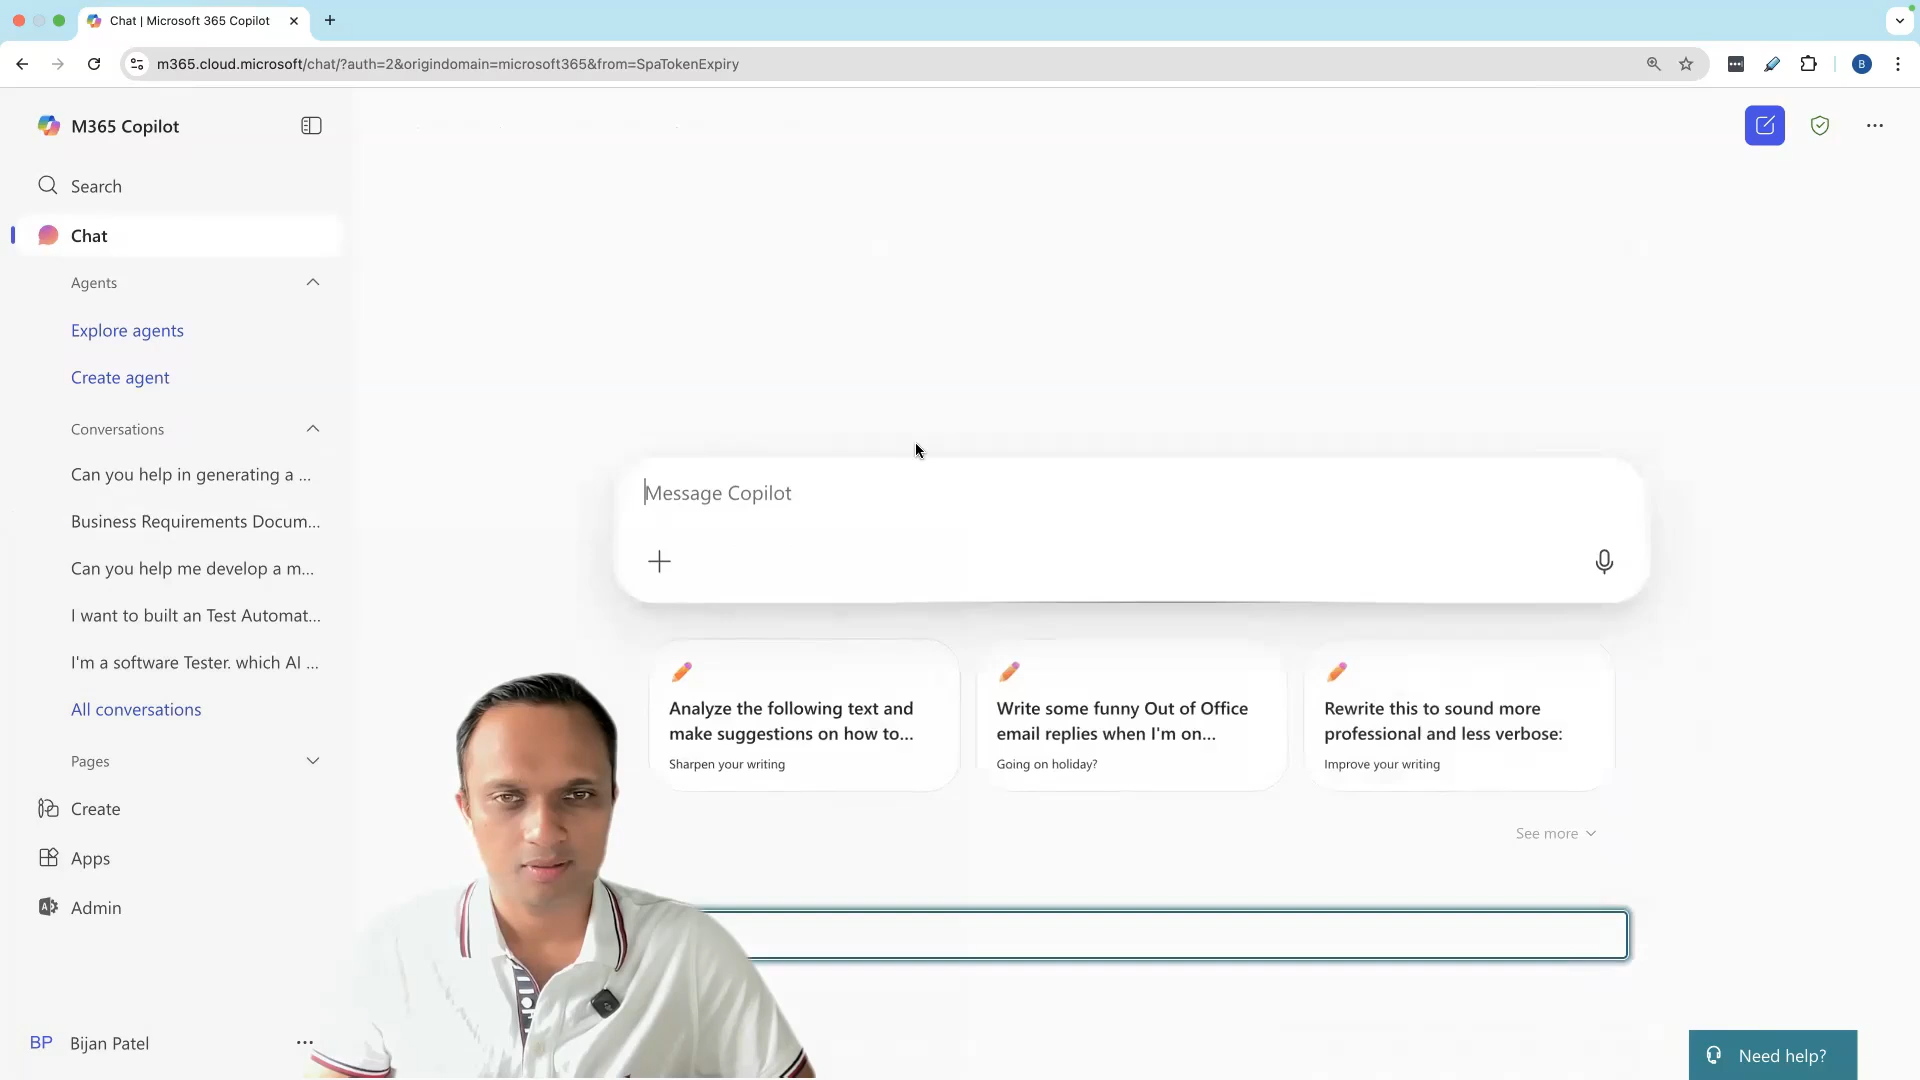 Chat | Microsoft 365 Copilot
m365.cloud.microsoft/chat/?auth=2&origindomain=microsoft365&from=SpaTokenExpiry
B
M365 Copilot
Search
Chat
Agents
Explore agents
Create agent
Conversations
Can you help in generating a ...
Business Requirements Docum...
Can you help me develop a m...
I want to built an Test Automat...
I'm a software Tester. which AI ...
All conversations
Pages
Create
Apps
Admin
BP Bijan Patel
Message Copilot
Analyze the following text and
make suggestions on how to...
Sharpen your writing
Write some funny Out of Office
email replies when I'm on...
Going on holiday?
Rewrite this to sound more
professional and less verbose:
Improve your writing
See more
Need help?